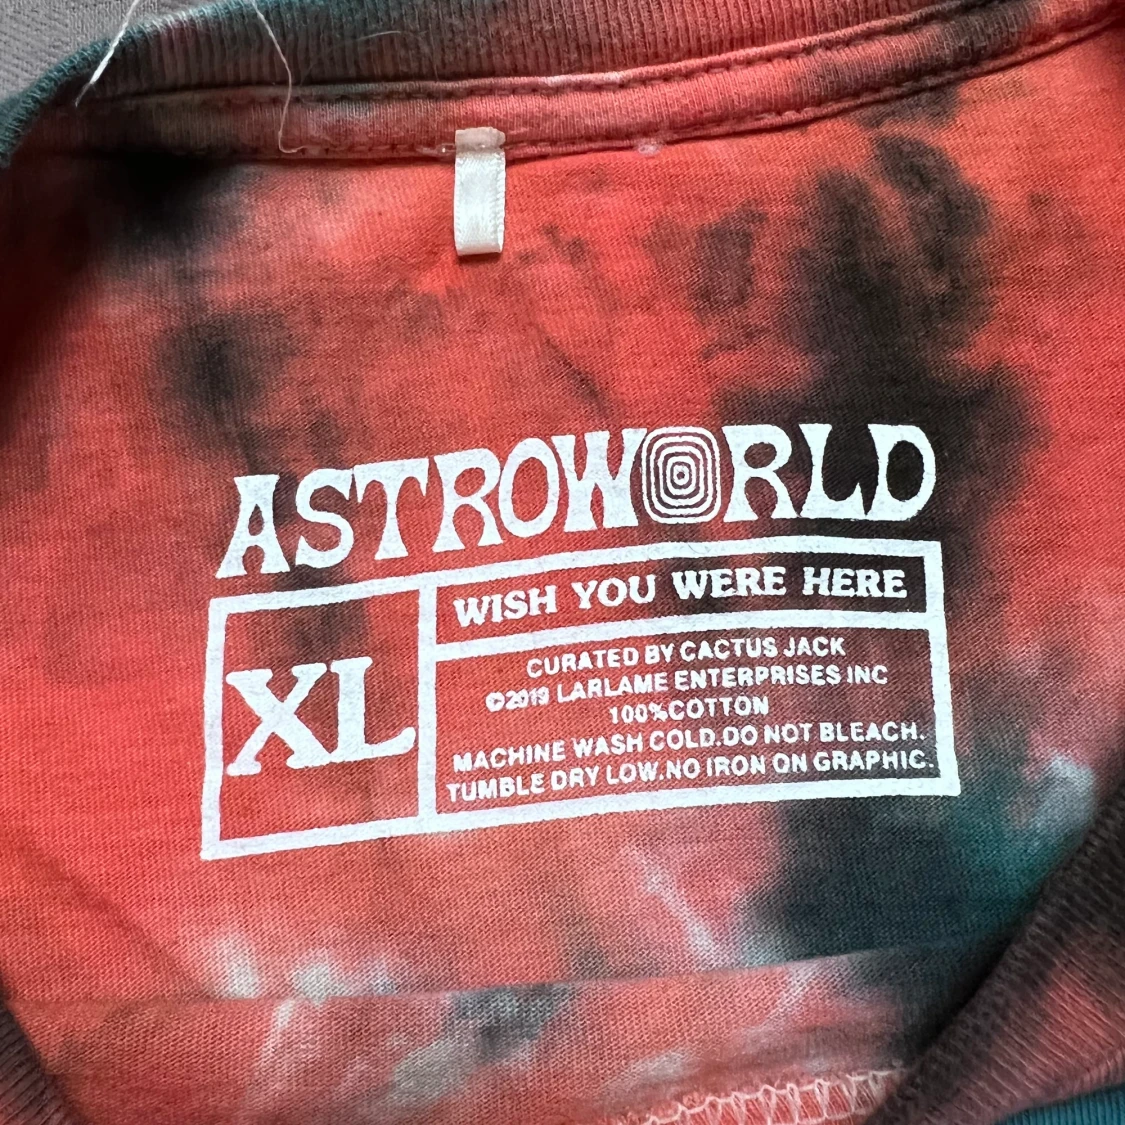 ASTROWORLD
XL
WISH YOU WERE HERE
CURATED BY CACTUS JACK
©2019 LARLAME ENTERPRISES INC
100%COTTON
MACHINE WASH COLD.DO NOT BLEACH.
TUMBLE DRY LOW.NO IRON ON GRAPHIC.